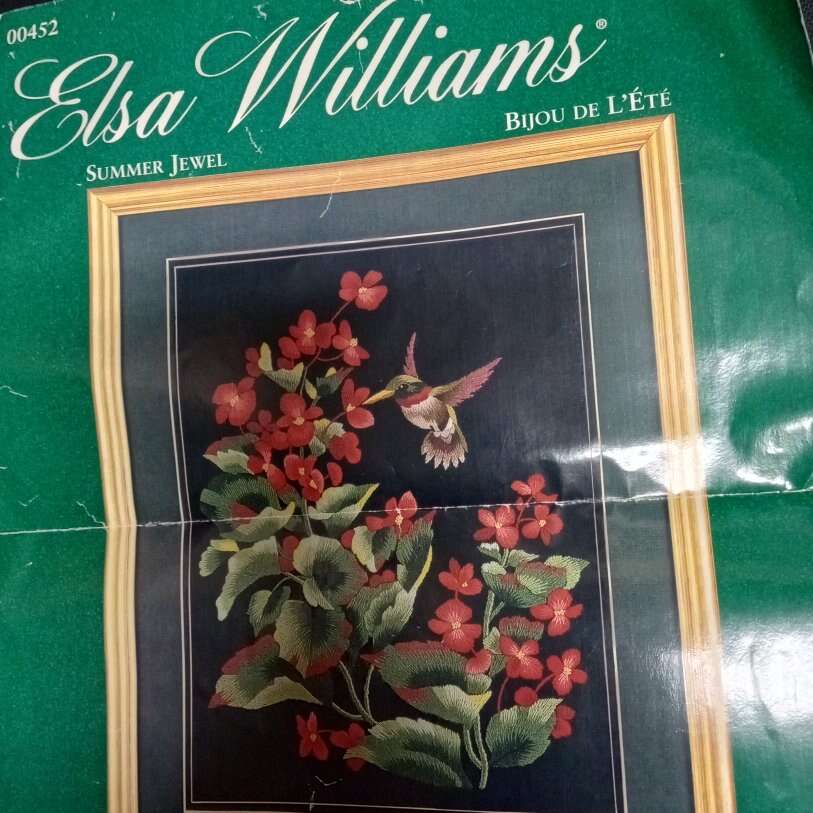 00452
Elsa Williams®
SUMMER JEWEL
BIJOU DE L'ÉTÉ